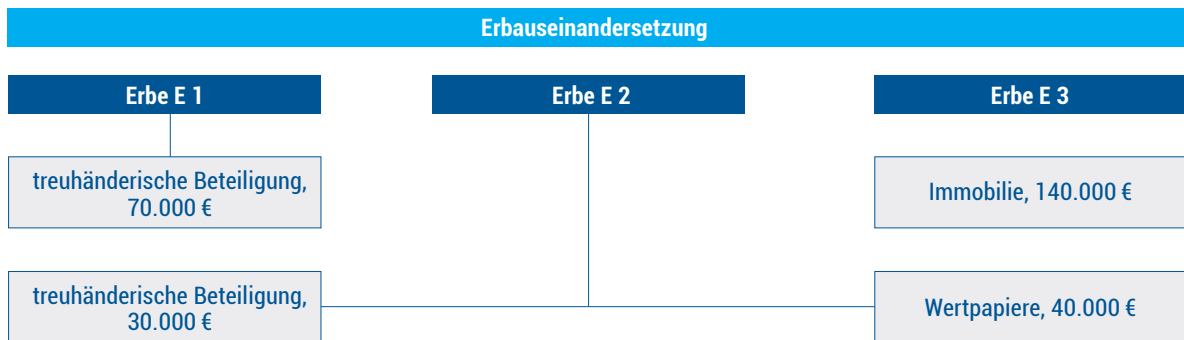 Erbauseinandersetzung
Erbe E 1
Erbe E 2
Erbe E 3
treuhänderische Beteiligung,
70.000 €
Immobilie, 140.000 €
treuhänderische Beteiligung,
30.000 €
Wertpapiere, 40.000 €